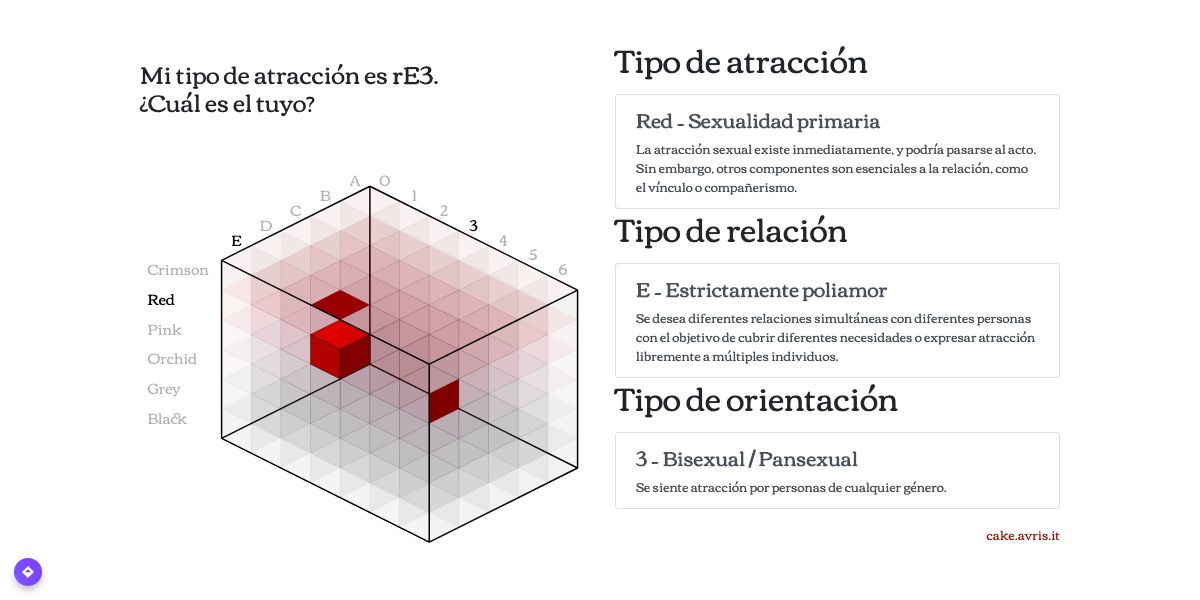 Mi tipo de atracción es rE3.
¿Cuál es el tuyo?
A
B
C
D
E
0
1
2
3
4
5
6
Crimson
Red
Pink
Orchid
Grey
Black
Tipo de atracción
Red - Sexualidad primaria
La atracción sexual existe inmediatamente, y podría pasarse al acto.
Sin embargo, otros componentes son esenciales a la relación, como
el vínculo o compañerismo.
Tipo de relación
E - Estrictamente poliamor
Se desea diferentes relaciones simultáneas con diferentes personas
con el objetivo de cubrir diferentes necesidades o expresar atracción
libremente a múltiples individuos.
Tipo de orientación
3 - Bisexual / Pansexual
Se siente atracción por personas de cualquier género.
cake.avris.it